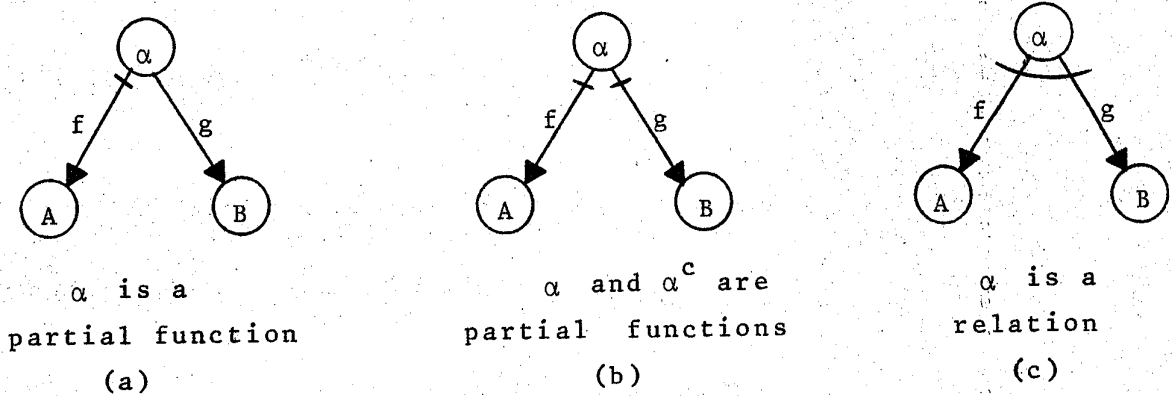 α
f
g
A
B
α is a
partial function
(a)
α
f
g
A
B
α and α^c are
partial functions
(b)
α
f
g
A
B
α is a
relation
(c)